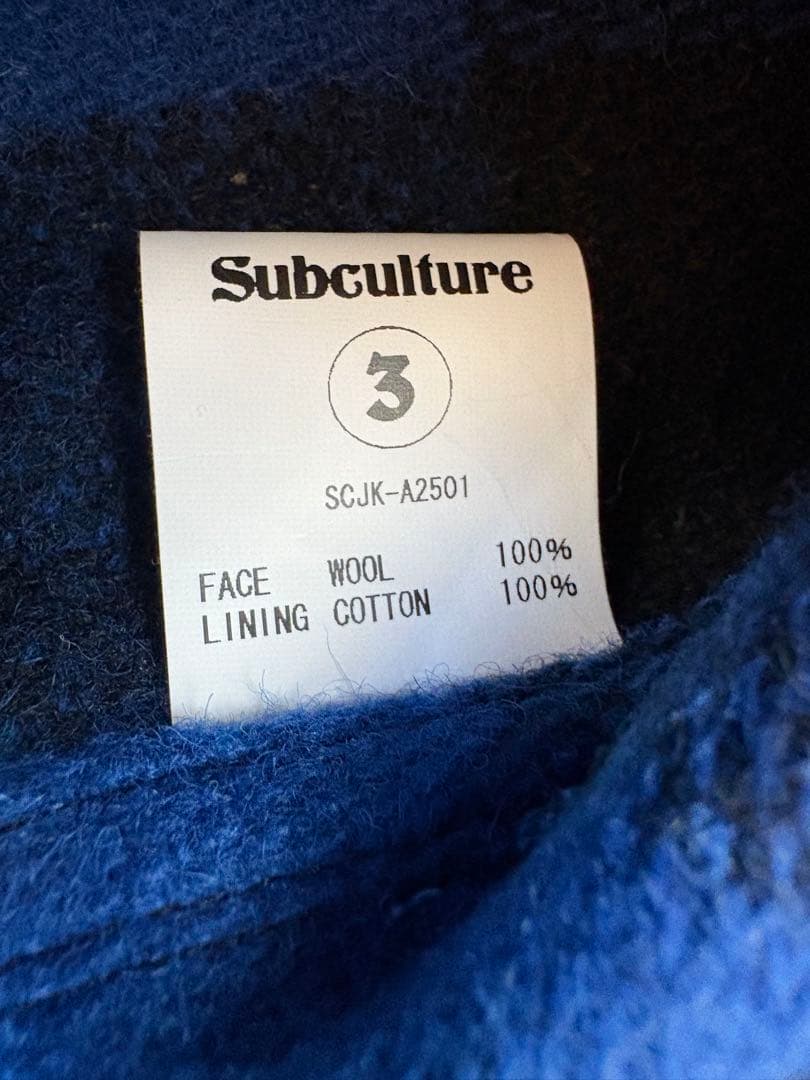 Subculture
3
SCJK-A2501
FACE WOOL 100%
LINING COTTON 100%